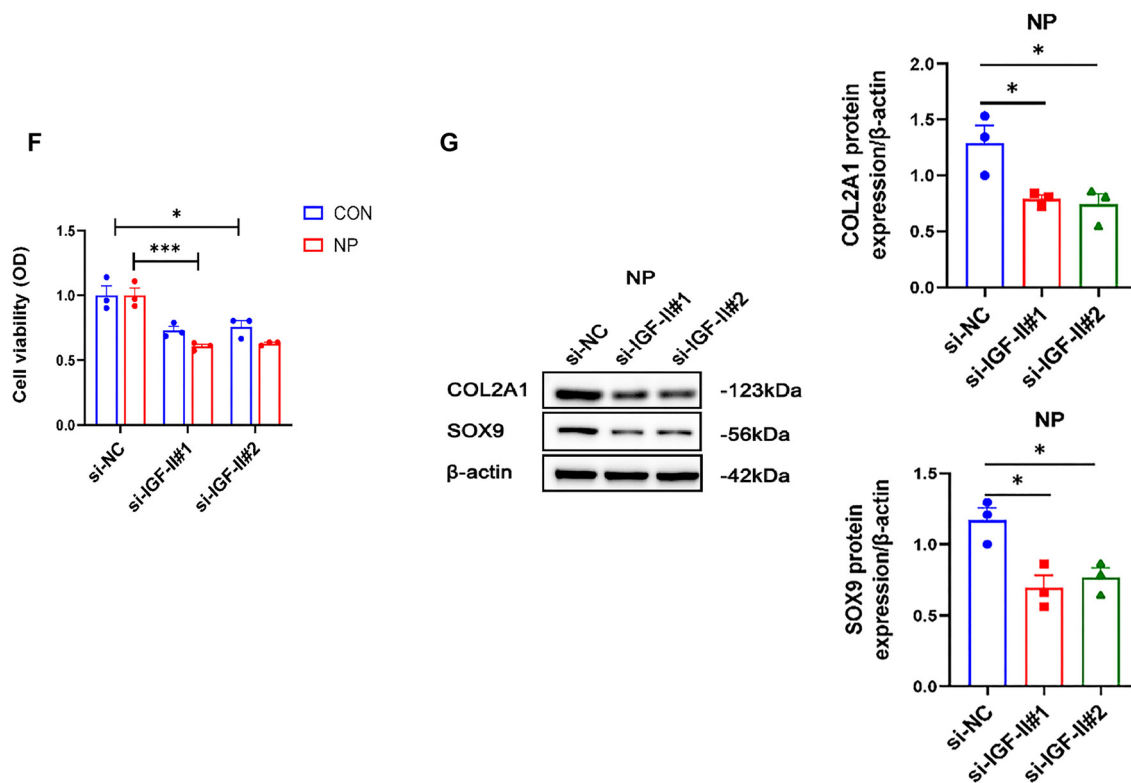 F
Cell viability (OD)
1.5
1.0
0.5
0.0
*
***
CON
NP
si-NC
si-IGF-II#1
si-IGF-II#2
G
NP
si-NC
si-IGF-II#1
si-IGF-II#2
COL2A1
-123kDa
SOX9
-56kDa
β-actin
-42kDa
NP
COL2A1 protein
expression/β-actin
2.0
1.5
1.0
0.5
0.0
*
*
si-NC
si-IGF-II#1
si-IGF-II#2
NP
SOX9 protein
expression/β-actin
1.5
1.0
0.5
0.0
*
*
si-NC
si-IGF-II#1
si-IGF-II#2